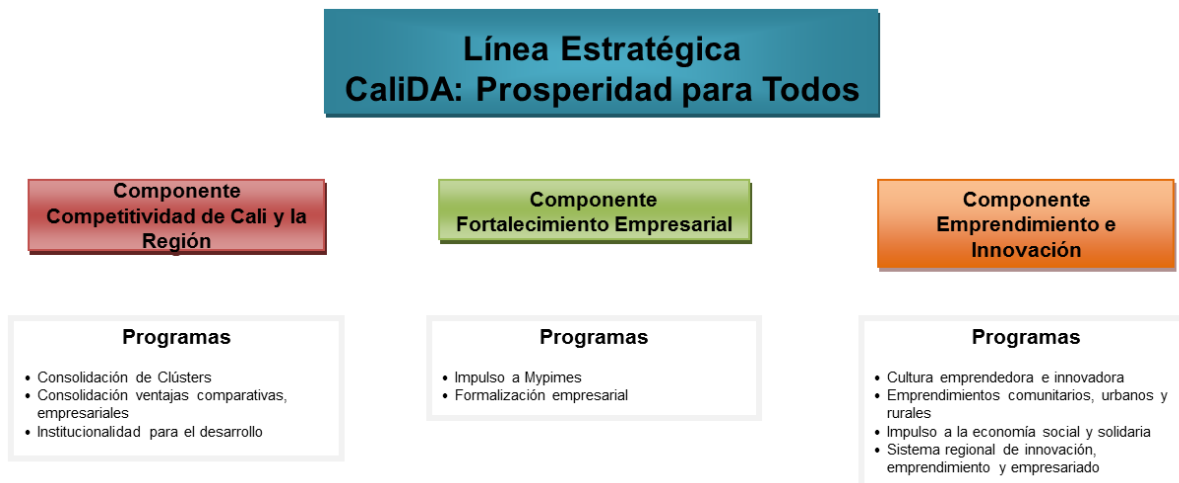 Línea Estratégica
CaliDA: Prosperidad para Todos
Componente
Competitividad de Cali y la
Región
Componente
Fortalecimiento Empresarial
Componente
Emprendimiento e
Innovación
Programas
• Consolidación de Clústers
• Consolidación ventajas comparativas,
empresariales
• Institucionalidad para el desarrollo
Programas
• Impulso a Mypimes
• Formalización empresarial
Programas
• Cultura emprendedora e innovadora
• Emprendimientos comunitarios, urbanos y
rurales
• Impulso a la economía social y solidaria
• Sistema regional de innovación,
emprendimiento y empresariado